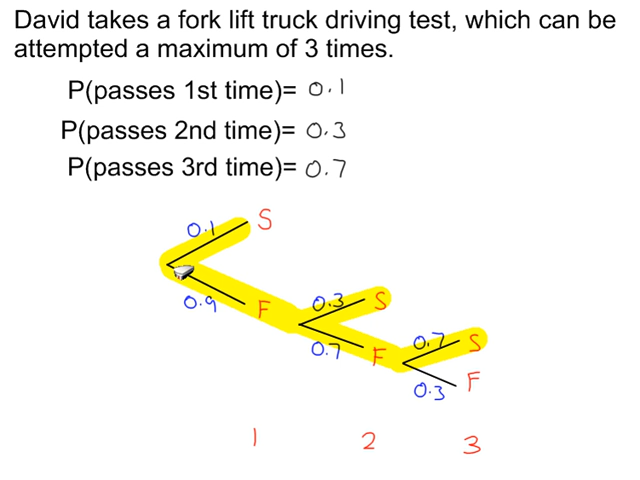 David takes a fork lift truck driving test, which can be
attempted a maximum of 3 times.
P(passes 1st time)= 0.1
P(passes 2nd time)= 0.3
P(passes 3rd time)= 0.7
0.1 S
0.9 F
0.3 S
0.7 F
0.7 S
0.3 F
1 2 3